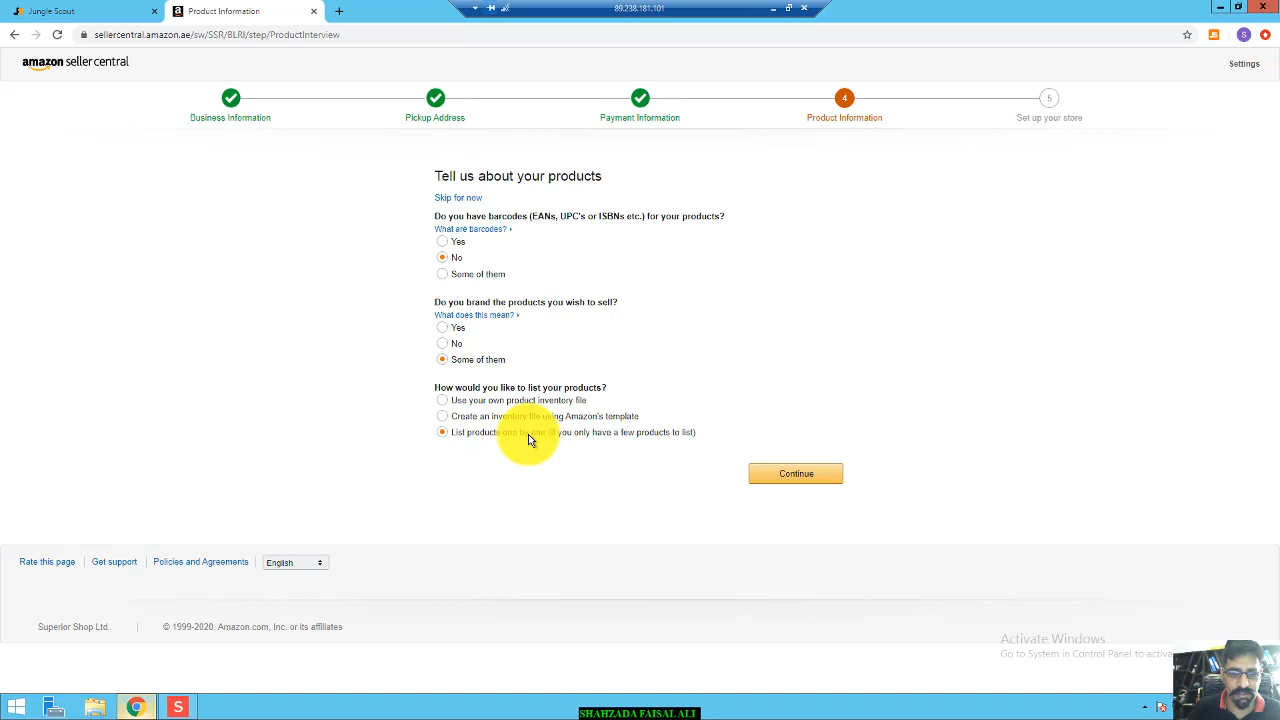 Jungle Scout
Product Information
89.238.181.101
sellercentral.amazon.ae/sw/SSR/BLRI/step/ProductInterview
JS
S
amazon seller central
Settings
4
5
Business Information
Pickup Address
Payment Information
Product Information
Set up your store
Tell us about your products
Skip for now
Do you have barcodes (EANs, UPC's or ISBNs etc.) for your products?
What are barcodes?
Yes
No
Some of them
Do you brand the products you wish to sell?
What does this mean?
Yes
No
Some of them
How would you like to list your products?
Use your own product inventory file
Create an inventory file using Amazon's template
List products one by one (if you only have a few products to list)
Continue
Rate this page
Get support
Policies and Agreements
English
Superior Shop Ltd.
© 1999-2020, Amazon.com, Inc. or its affiliates
Activate Windows
Go to System in Control Panel to activa
S
SHAHZADA FAISAL ALI